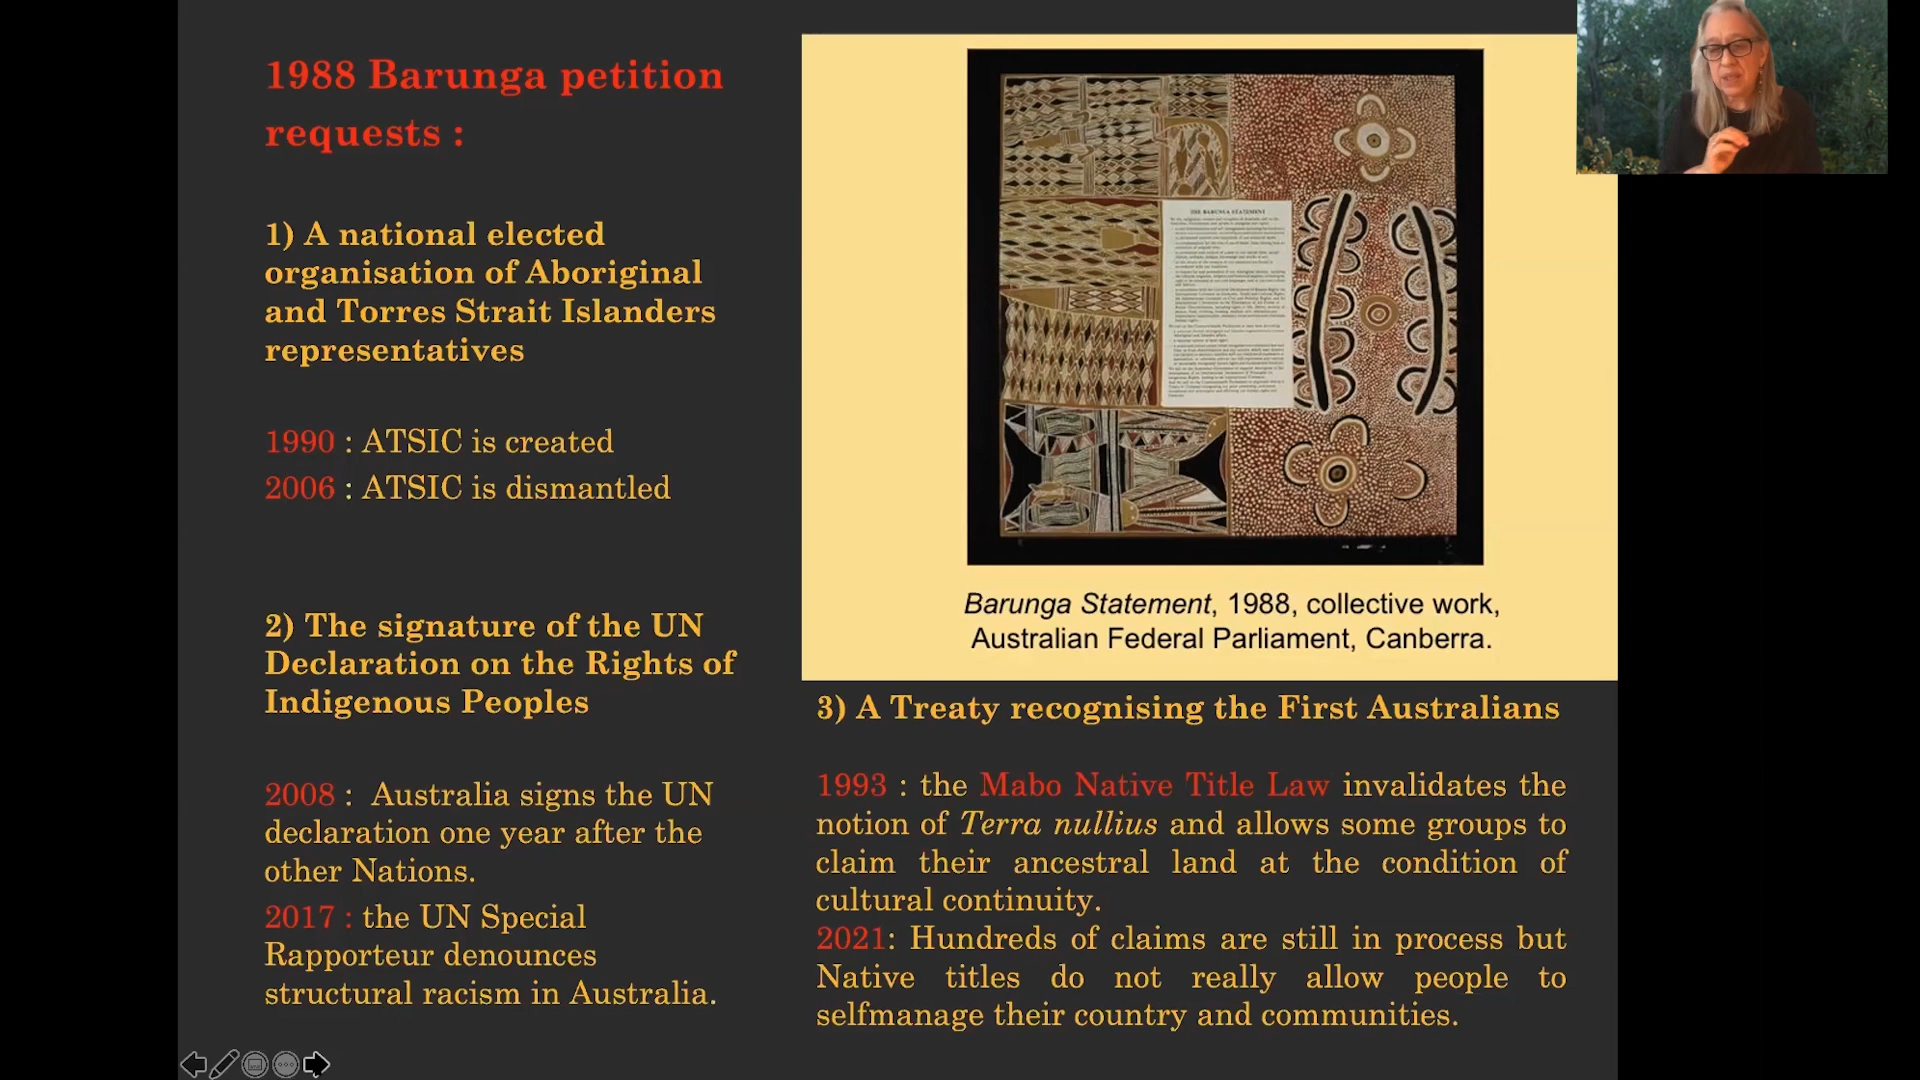 1988 Barunga petition
requests :
1) A national elected
organisation of Aboriginal
and Torres Strait Islanders
representatives
1990 : ATSIC is created
2006 : ATSIC is dismantled
2) The signature of the UN
Declaration on the Rights of
Indigenous Peoples
2008 : Australia signs the UN
declaration one year after the
other Nations.
2017 : the UN Special
Rapporteur denounces
structural racism in Australia.
THE BARUNGA STATEMENT
Barunga Statement, 1988, collective work,
Australian Federal Parliament, Canberra.
3) A Treaty recognising the First Australians
1993 : the Mabo Native Title Law invalidates the
notion of Terra nullius and allows some groups to
claim their ancestral land at the condition of
cultural continuity.
2021: Hundreds of claims are still in process but
Native titles do not really allow people to
selfmanage their country and communities.